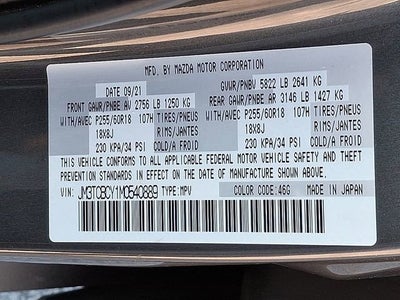 MFD. BY MAZDA MOTOR CORPORATION
DATE 09/21 GVWR/PNBV 5822 LB 2641 KG
FRONT GAWR/PNBE AV 2756 LB 1250 KG REAR GAWR/PNBE AR 3146 LB 1427 KG
WITH/AVEC P255/60R18 107H TIRES/PNEUS WITH/AVEC P255/60R18 107H TIRES/PNEUS
18X8J RIMS/JANTES 18X8J RIMS/JANTES
230 KPA/34 PSI COLD/A FROID 230 KPA/34 PSI COLD/A FROID
THIS VEHICLE CONFORMS TO ALL APPLICABLE FEDERAL MOTOR VEHICLE SAFETY AND THEFT
PREVENTION STANDARDS IN EFFECT ON THE DATE OF MANUFACTURE SHOWN ABOVE.
VIN: JM3TCBCY1M0540889 TYPE:MPV COLOR CODE:46G MADE IN JAPAN